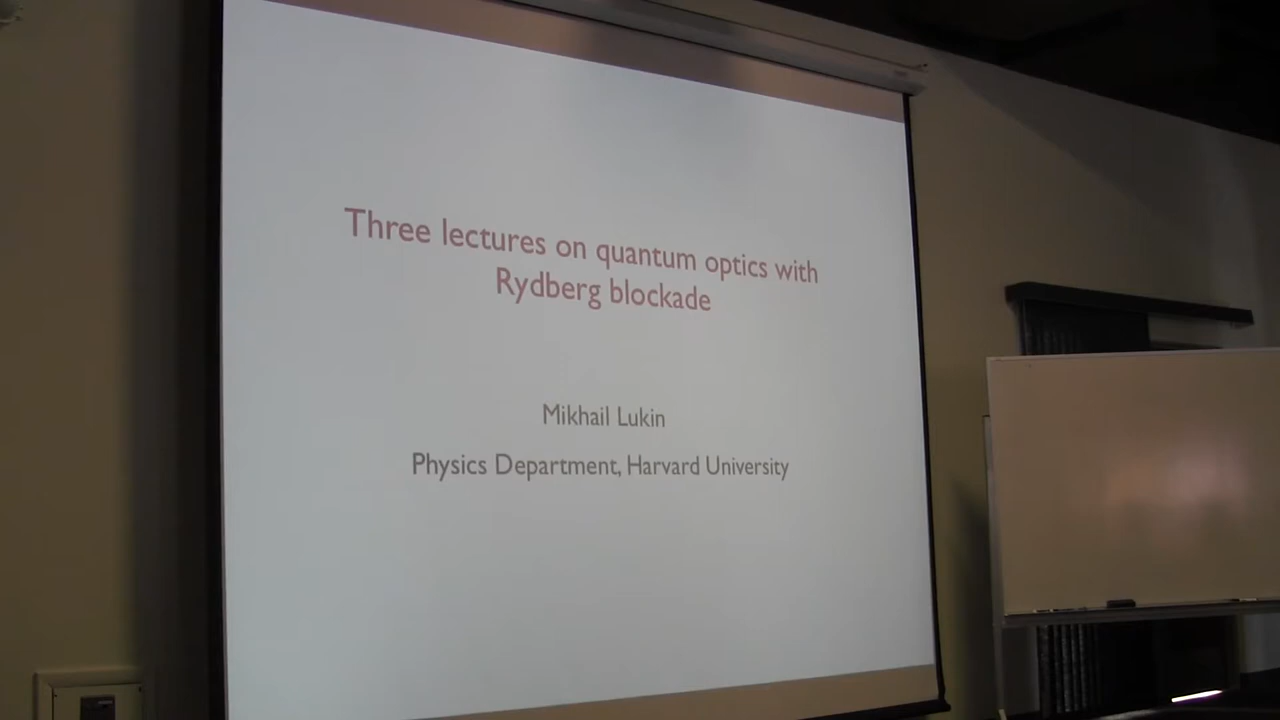 Three lectures on quantum optics with
Rydberg blockade
Mikhail Lukin
Physics Department, Harvard University